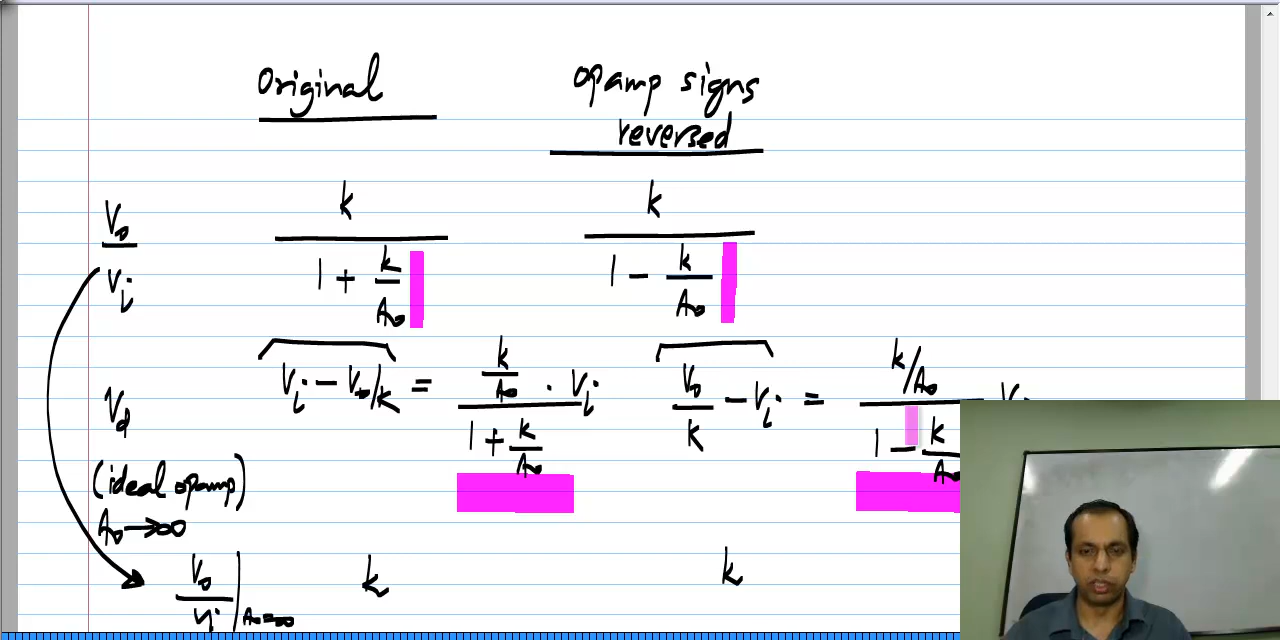 Original opamp signs
reversed
Vo/Vi k/(1 + k/Ao) k/(1 - k/Ao)
Vd Vi - Vo/k = (k/Ao)/(1 + k/Ao) . Vi Vo/k - Vi = (k/Ao)/(1 - k/Ao)
(ideal opamp)
Ao → ∞
Vo/Vi | Ao=∞ k k